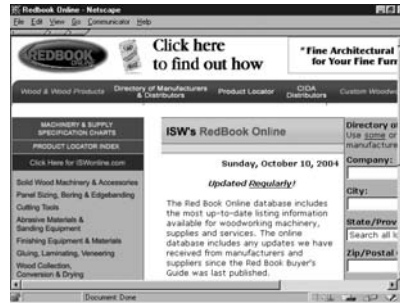 Redbook Online - Netscape
File Edit View Go Communicator Help
REDBOOK
Click here
to find out how
"Fine Architectural
for Your Fine Furn
Wood & Wood Products
Directory of Manufacturers
& Distributors
Product Locator
CIDA
Distributors
Custom Woodwo
MACHINERY & SUPPLY
SPECIFICATION CHARTS
PRODUCT LOCATOR INDEX
Click Here for ISWonline.com
Solid Wood Machinery & Accessories
Panel Sizing, Boring & Edgebanding
Cutting Tools
Abrasive Materials &
Sanding Equipment
Finishing Equipment & Materials
Gluing, Laminating, Veneering
Wood Collection,
Conversion & Drying
ISW's RedBook Online
Sunday, October 10, 2004
Updated Regularly!
The Red Book Online database includes
the most up-to-date listing information
available for woodworking machinery,
supplies and services. The online
database includes any updates we have
received from manufacturers and
suppliers since the Red Book Buyer's
Guide was last published.
Directory o
Use some or
manufacture
Company:
City:
State/Prov
Search all lo
Zip/Postal
Document: Done